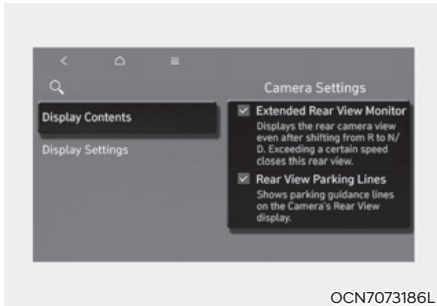 Camera Settings
Display Contents
Display Settings
Extended Rear View Monitor
Displays the rear camera view
even after shifting from R to N/
D. Exceeding a certain speed
closes this rear view.
Rear View Parking Lines
Shows parking guidance lines
on the Camera's Rear View
display.
OCN7073186L